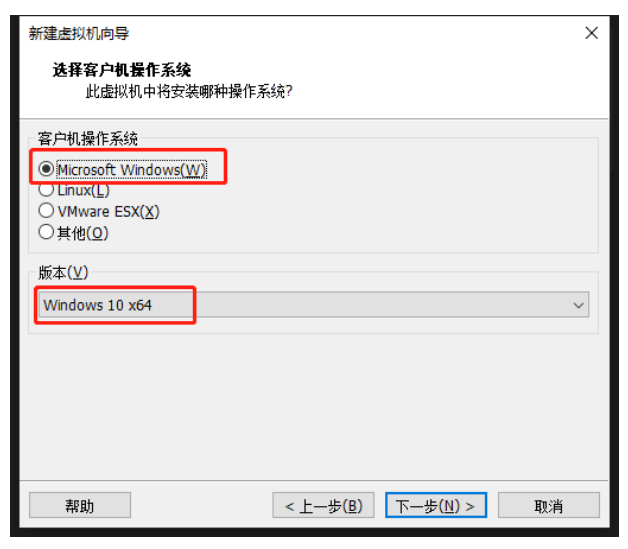 新建虚拟机向导
选择客户机操作系统
此虚拟机中将安装哪种操作系统?
客户机操作系统
Microsoft Windows(W)
Linux(L)
VMware ESX(X)
其他(O)
版本(V)
Windows 10 x64
帮助
< 上一步(B)
下一步(N) >
取消